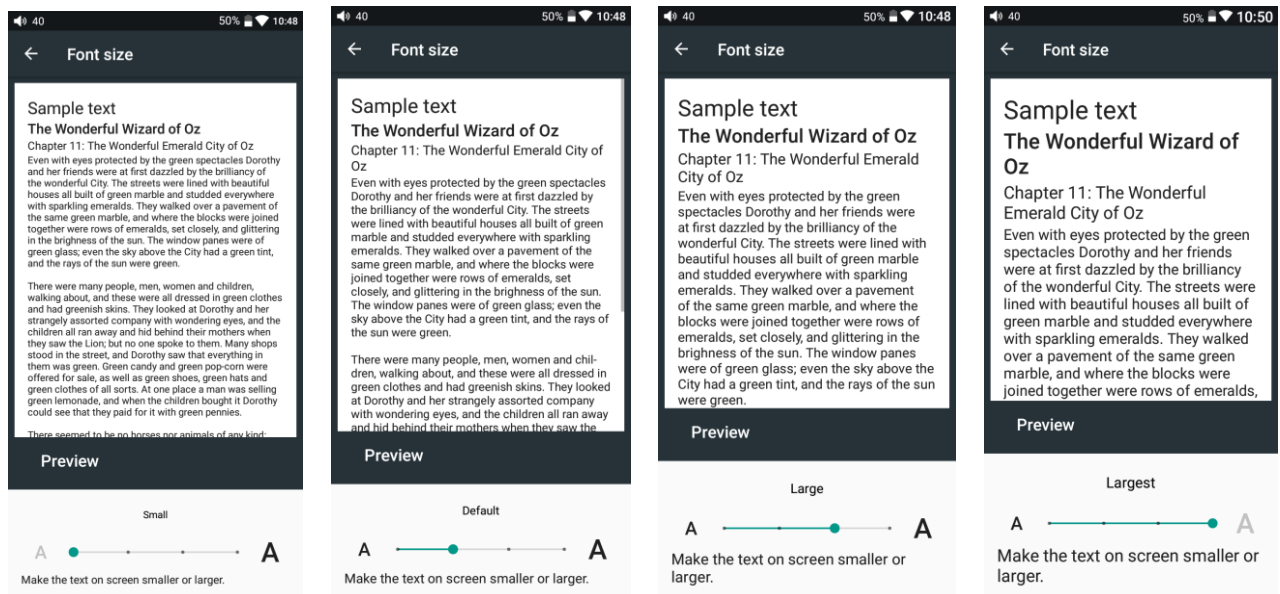 40 50% 10:48
Font size
Sample text
The Wonderful Wizard of Oz
Chapter 11: The Wonderful Emerald City of Oz
Even with eyes protected by the green spectacles Dorothy
and her friends were at first dazzled by the brilliancy of
the wonderful City. The streets were lined with beautiful
houses all built of green marble and studded everywhere
with sparkling emeralds. They walked over a pavement of
the same green marble, and where the blocks were joined
together were rows of emeralds, set closely, and glittering
in the brighness of the sun. The window panes were of
green glass; even the sky above the City had a green tint,
and the rays of the sun were green.
There were many people, men, women and children,
walking about, and these were all dressed in green clothes
and had greenish skins. They looked at Dorothy and her
strangely assorted company with wondering eyes, and the
children all ran away and hid behind their mothers when
they saw the Lion; but no one spoke to them. Many shops
stood in the street, and Dorothy saw that everything in
them was green. Green candy and green pop-corn were
offered for sale, as well as green shoes, green hats and
green clothes of all sorts. At one place a man was selling
green lemonade, and when the children bought it Dorothy
could see that they paid for it with green pennies.
There seemed to be no horses nor animals of any kind;
Preview
Small
A A
Make the text on screen smaller or larger.
40 50% 10:48
Font size
Sample text
The Wonderful Wizard of Oz
Chapter 11: The Wonderful Emerald City of
Oz
Even with eyes protected by the green spectacles
Dorothy and her friends were at first dazzled by
the brilliancy of the wonderful City. The streets
were lined with beautiful houses all built of green
marble and studded everywhere with sparkling
emeralds. They walked over a pavement of the
same green marble, and where the blocks were
joined together were rows of emeralds, set
closely, and glittering in the brighness of the sun.
The window panes were of green glass; even the
sky above the City had a green tint, and the rays of
the sun were green.
There were many people, men, women and chil-
dren, walking about, and these were all dressed in
green clothes and had greenish skins. They looked
at Dorothy and her strangely assorted company
with wondering eyes, and the children all ran away
and hid behind their mothers when they saw the
Preview
Default
A A
Make the text on screen smaller or larger.
40 50% 10:48
Font size
Sample text
The Wonderful Wizard of Oz
Chapter 11: The Wonderful Emerald
City of Oz
Even with eyes protected by the green
spectacles Dorothy and her friends were
at first dazzled by the brilliancy of the
wonderful City. The streets were lined with
beautiful houses all built of green marble
and studded everywhere with sparkling
emeralds. They walked over a pavement
of the same green marble, and where the
blocks were joined together were rows of
emeralds, set closely, and glittering in the
brighness of the sun. The window panes
were of green glass; even the sky above the
City had a green tint, and the rays of the sun
were green.
Preview
Large
A A
Make the text on screen smaller or
larger.
40 50% 10:50
Font size
Sample text
The Wonderful Wizard of
Oz
Chapter 11: The Wonderful
Emerald City of Oz
Even with eyes protected by the green
spectacles Dorothy and her friends
were at first dazzled by the brilliancy
of the wonderful City. The streets were
lined with beautiful houses all built of
green marble and studded everywhere
with sparkling emeralds. They walked
over a pavement of the same green
marble, and where the blocks were
joined together were rows of emeralds,
Preview
Largest
A A
Make the text on screen smaller or
larger.